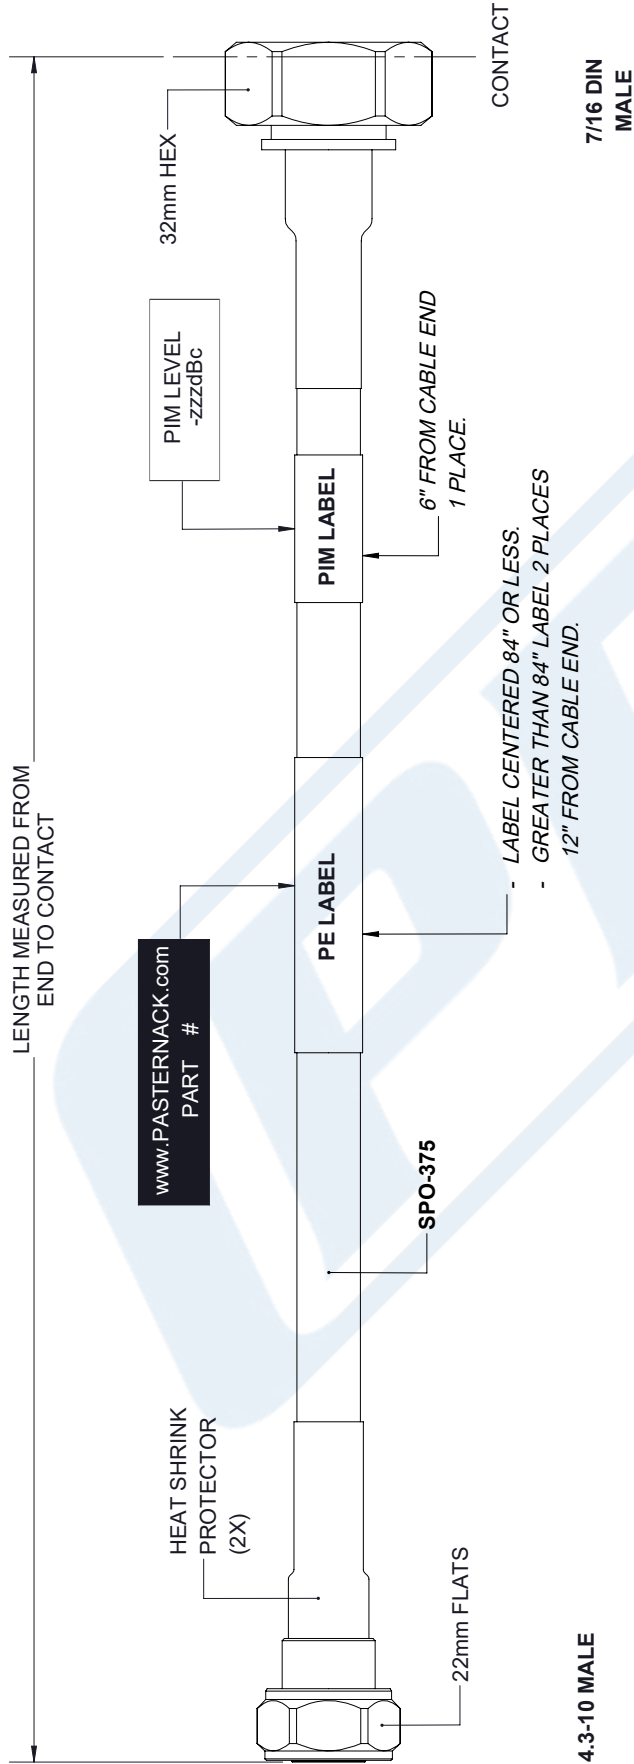 LENGTH MEASURED FROM
END TO CONTACT
HEAT SHRINK
PROTECTOR
(2X)
www.PASTERNACK.com
PART #
PIM LEVEL
-zzzdBc
32mm HEX
PE LABEL
PIM LABEL
22mm FLATS
SPO-375
6" FROM CABLE END
1 PLACE.
CONTACT
- LABEL CENTERED 84" OR LESS.
- GREATER THAN 84" LABEL 2 PLACES
12" FROM CABLE END.
4.3-10 MALE
7/16 DIN
MALE